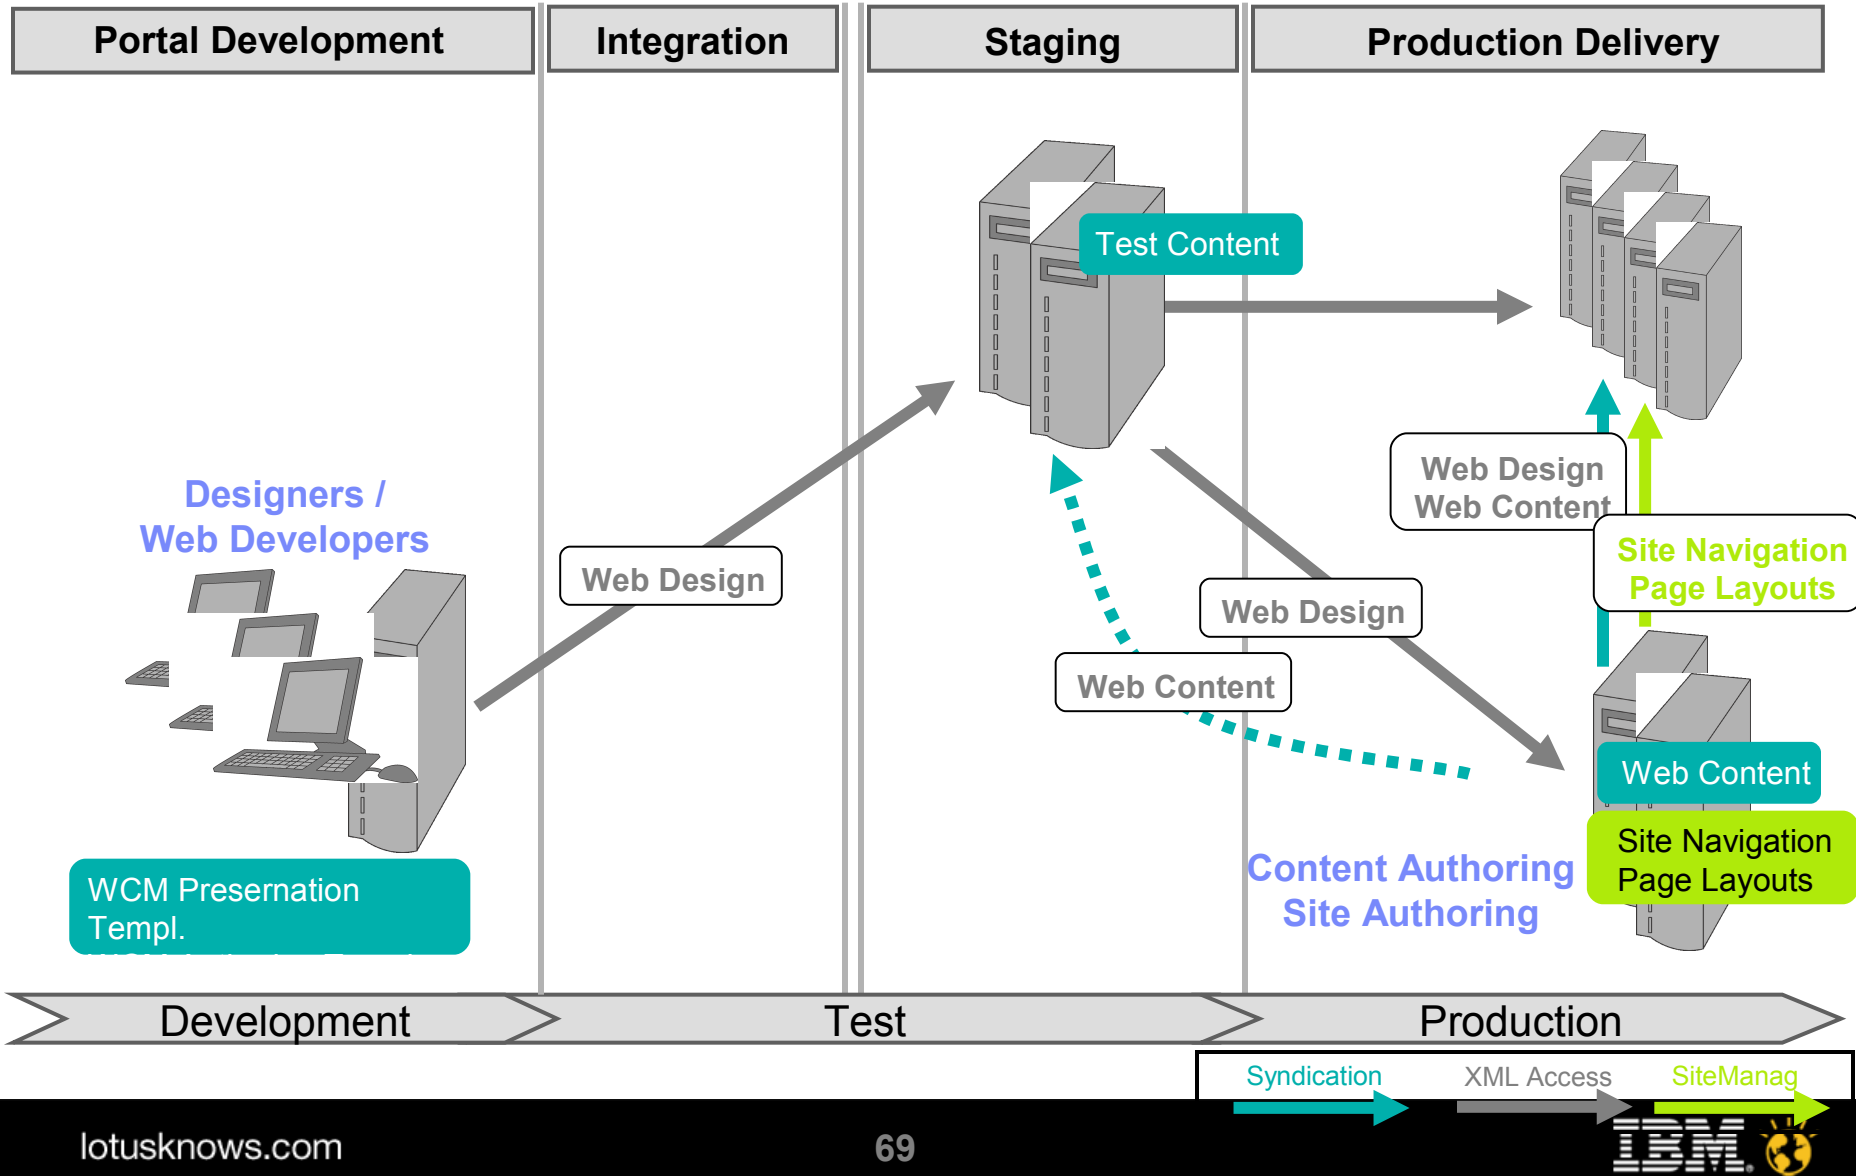 Portal Development
Integration
Staging
Production Delivery
Test Content
Designers /
Web Developers
Web Design
Web Design
Web Content
Web Design
Web Content
Site Navigation
Page Layouts
Web Content
Site Navigation
Page Layouts
Content Authoring
Site Authoring
WCM Presernation
Templ.
Development
Test
Production
Syndication
XML Access
SiteManag
lotusknows.com
69
IBM.